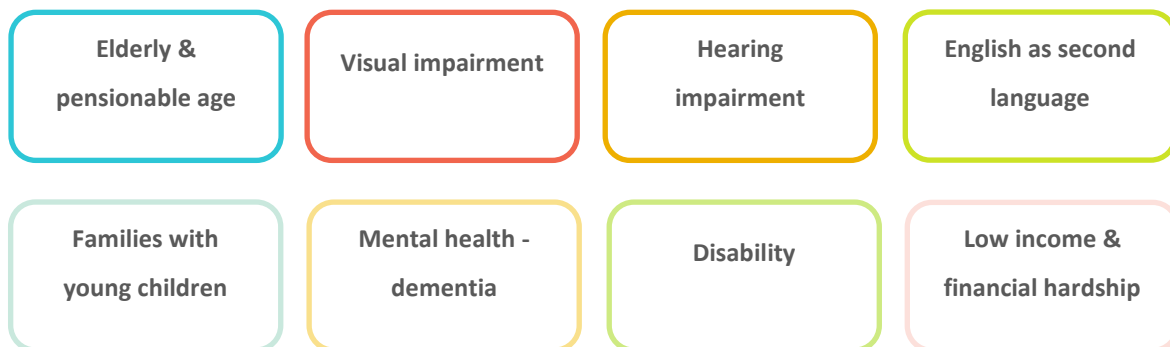 Elderly &
pensionable age
Visual impairment
Hearing
impairment
English as second
language
Families with
young children
Mental health -
dementia
Disability
Low income &
financial hardship